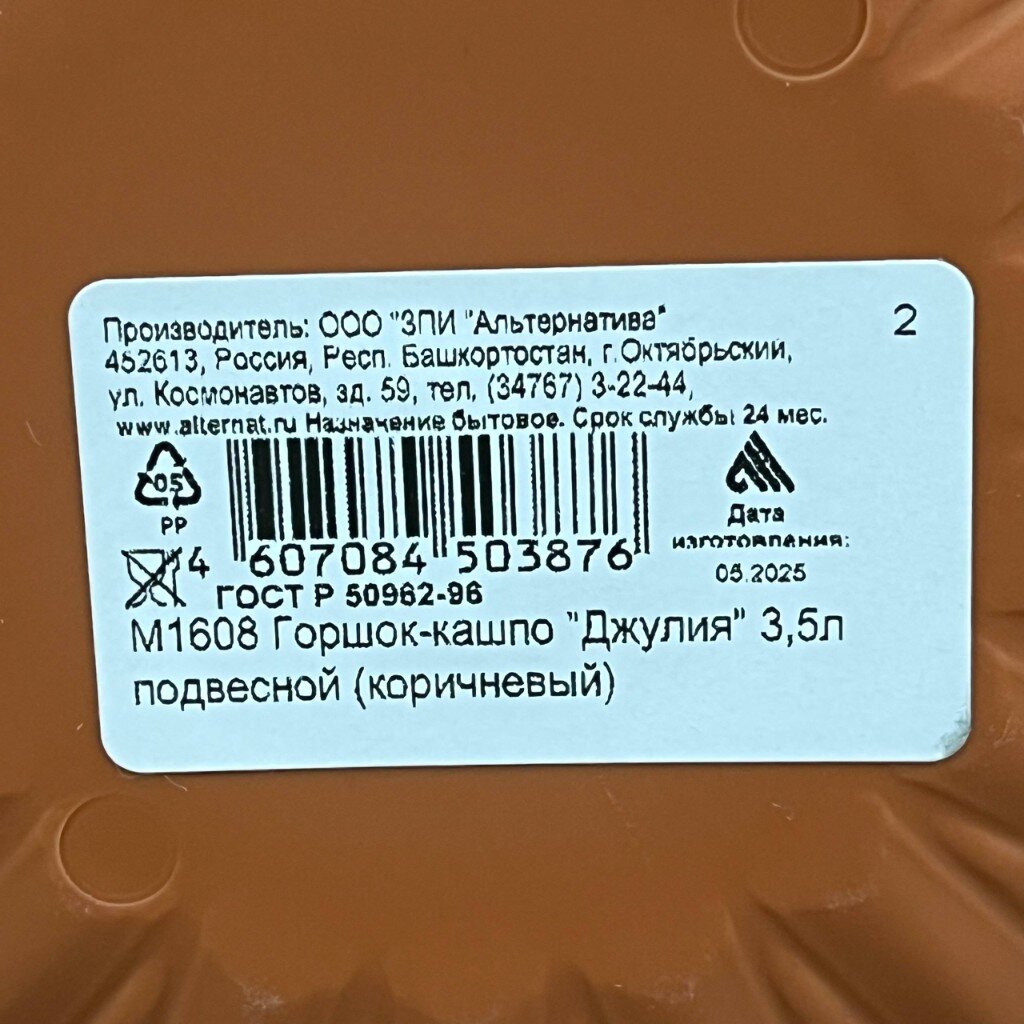 Производитель: ООО "ЗПИ "Альтернатива"
2
452613, Россия, Респ. Башкортостан, г.Октябрьский,
ул. Космонавтов, зд. 59, тел. (34767) 3-22-44,
www.alternat.ru Назначение бытовое. Срок службы 24 мес.
05
PP
4 607084 503876
Дата
изготовления:
05.2025
ГОСТ Р 50962-96
М1608 Горшок-кашпо "Джулия" 3,5л
подвесной (коричневый)